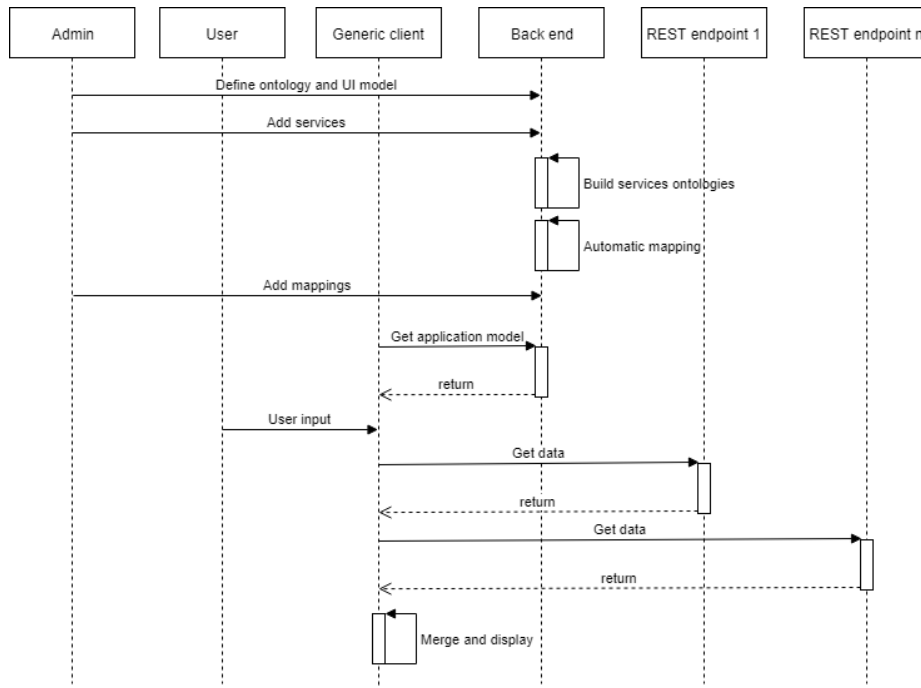 Admin
User
Generic client
Back end
REST endpoint 1
REST endpoint n
Define ontology and UI model
Add services
Build services ontologies
Automatic mapping
Add mappings
Get application model
return
User input
Get data
return
Get data
return
Merge and display